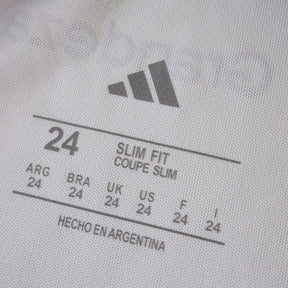 24 SLIM FIT
COUPE SLIM
ARG BRA UK US F I
24 24 24 24 24 24
HECHO EN ARGENTINA